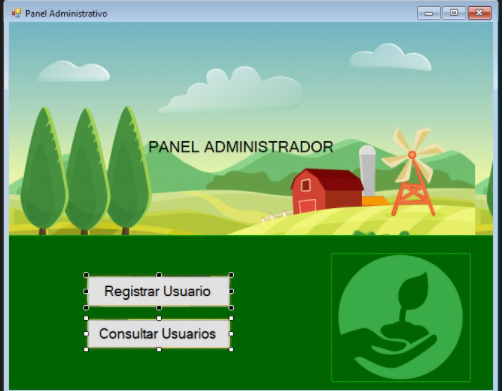 Panel Administrativo
PANEL ADMINISTRADOR
Registrar Usuario
Consultar Usuarios